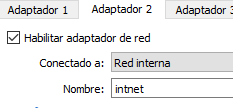 Adaptador 1 Adaptador 2 Adaptador 3
Habilitar adaptador de red
Conectado a: Red interna
Nombre: intnet